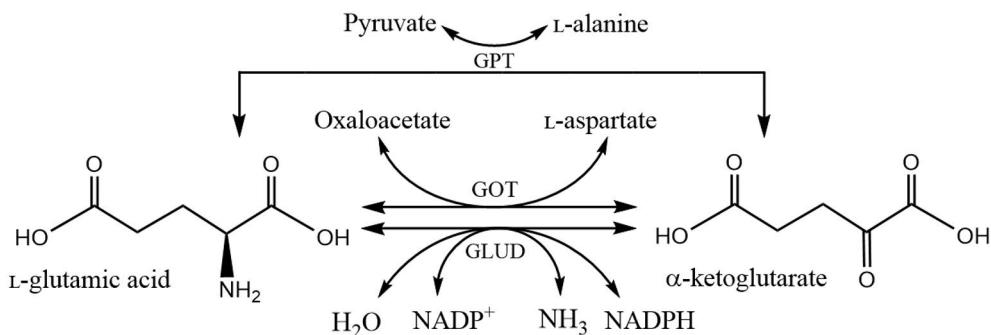 Pyruvate L-alanine
GPT
Oxaloacetate L-aspartate
O O O O
GOT
HO OH HO OH
GLUD
L-glutamic acid NH₂ α-ketoglutarate O
H₂O NADP⁺ NH₃ NADPH